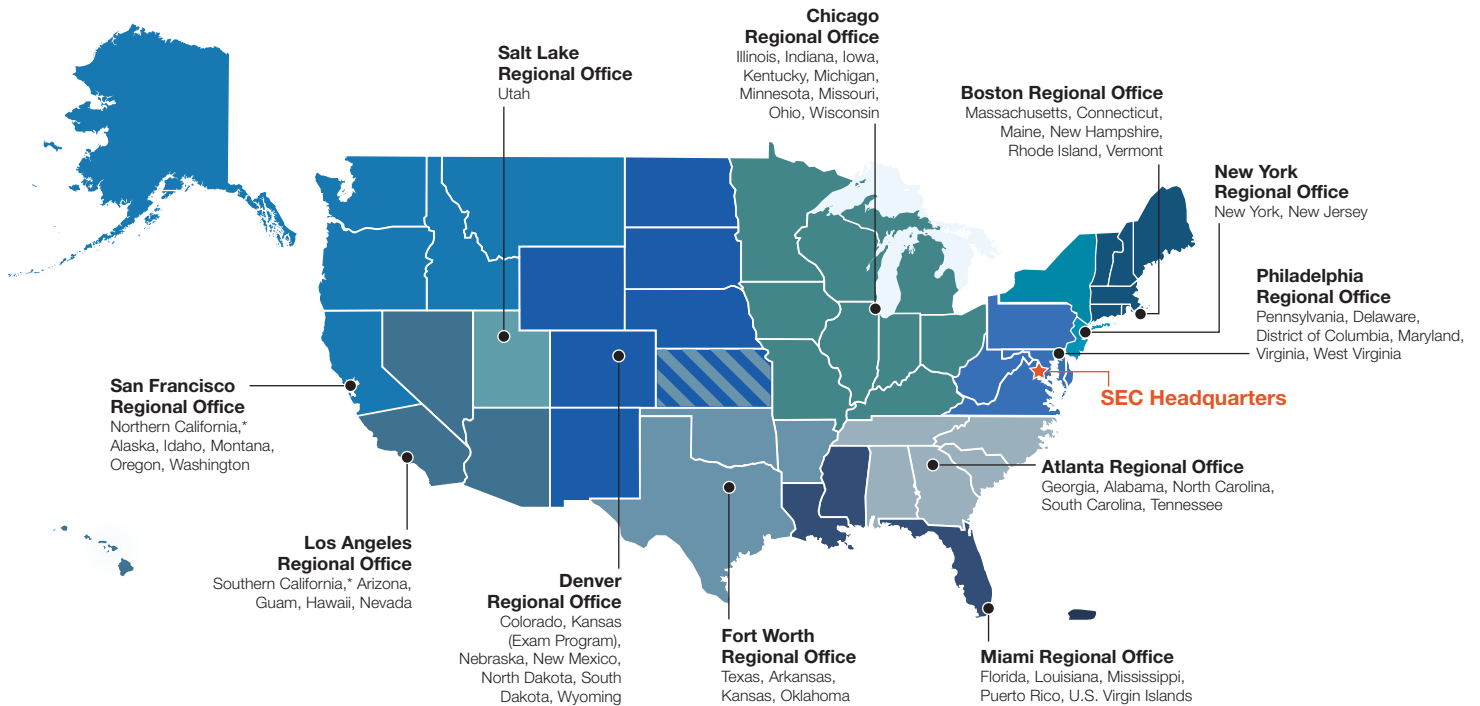 Chicago
Regional Office
Illinois, Indiana, Iowa,
Kentucky, Michigan,
Minnesota, Missouri,
Ohio, Wisconsin
Salt Lake
Regional Office
Utah
Boston Regional Office
Massachusetts, Connecticut,
Maine, New Hampshire,
Rhode Island, Vermont
New York
Regional Office
New York, New Jersey
Philadelphia
Regional Office
Pennsylvania, Delaware,
District of Columbia, Maryland,
Virginia, West Virginia
SEC Headquarters
San Francisco
Regional Office
Northern California,*
Alaska, Idaho, Montana,
Oregon, Washington
Atlanta Regional Office
Georgia, Alabama, North Carolina,
South Carolina, Tennessee
Los Angeles
Regional Office
Southern California,* Arizona,
Guam, Hawaii, Nevada
Denver
Regional Office
Colorado, Kansas
(Exam Program),
Nebraska, New Mexico,
North Dakota, South
Dakota, Wyoming
Fort Worth
Regional Office
Texas, Arkansas,
Kansas, Oklahoma
Miami Regional Office
Florida, Louisiana, Mississippi,
Puerto Rico, U.S. Virgin Islands